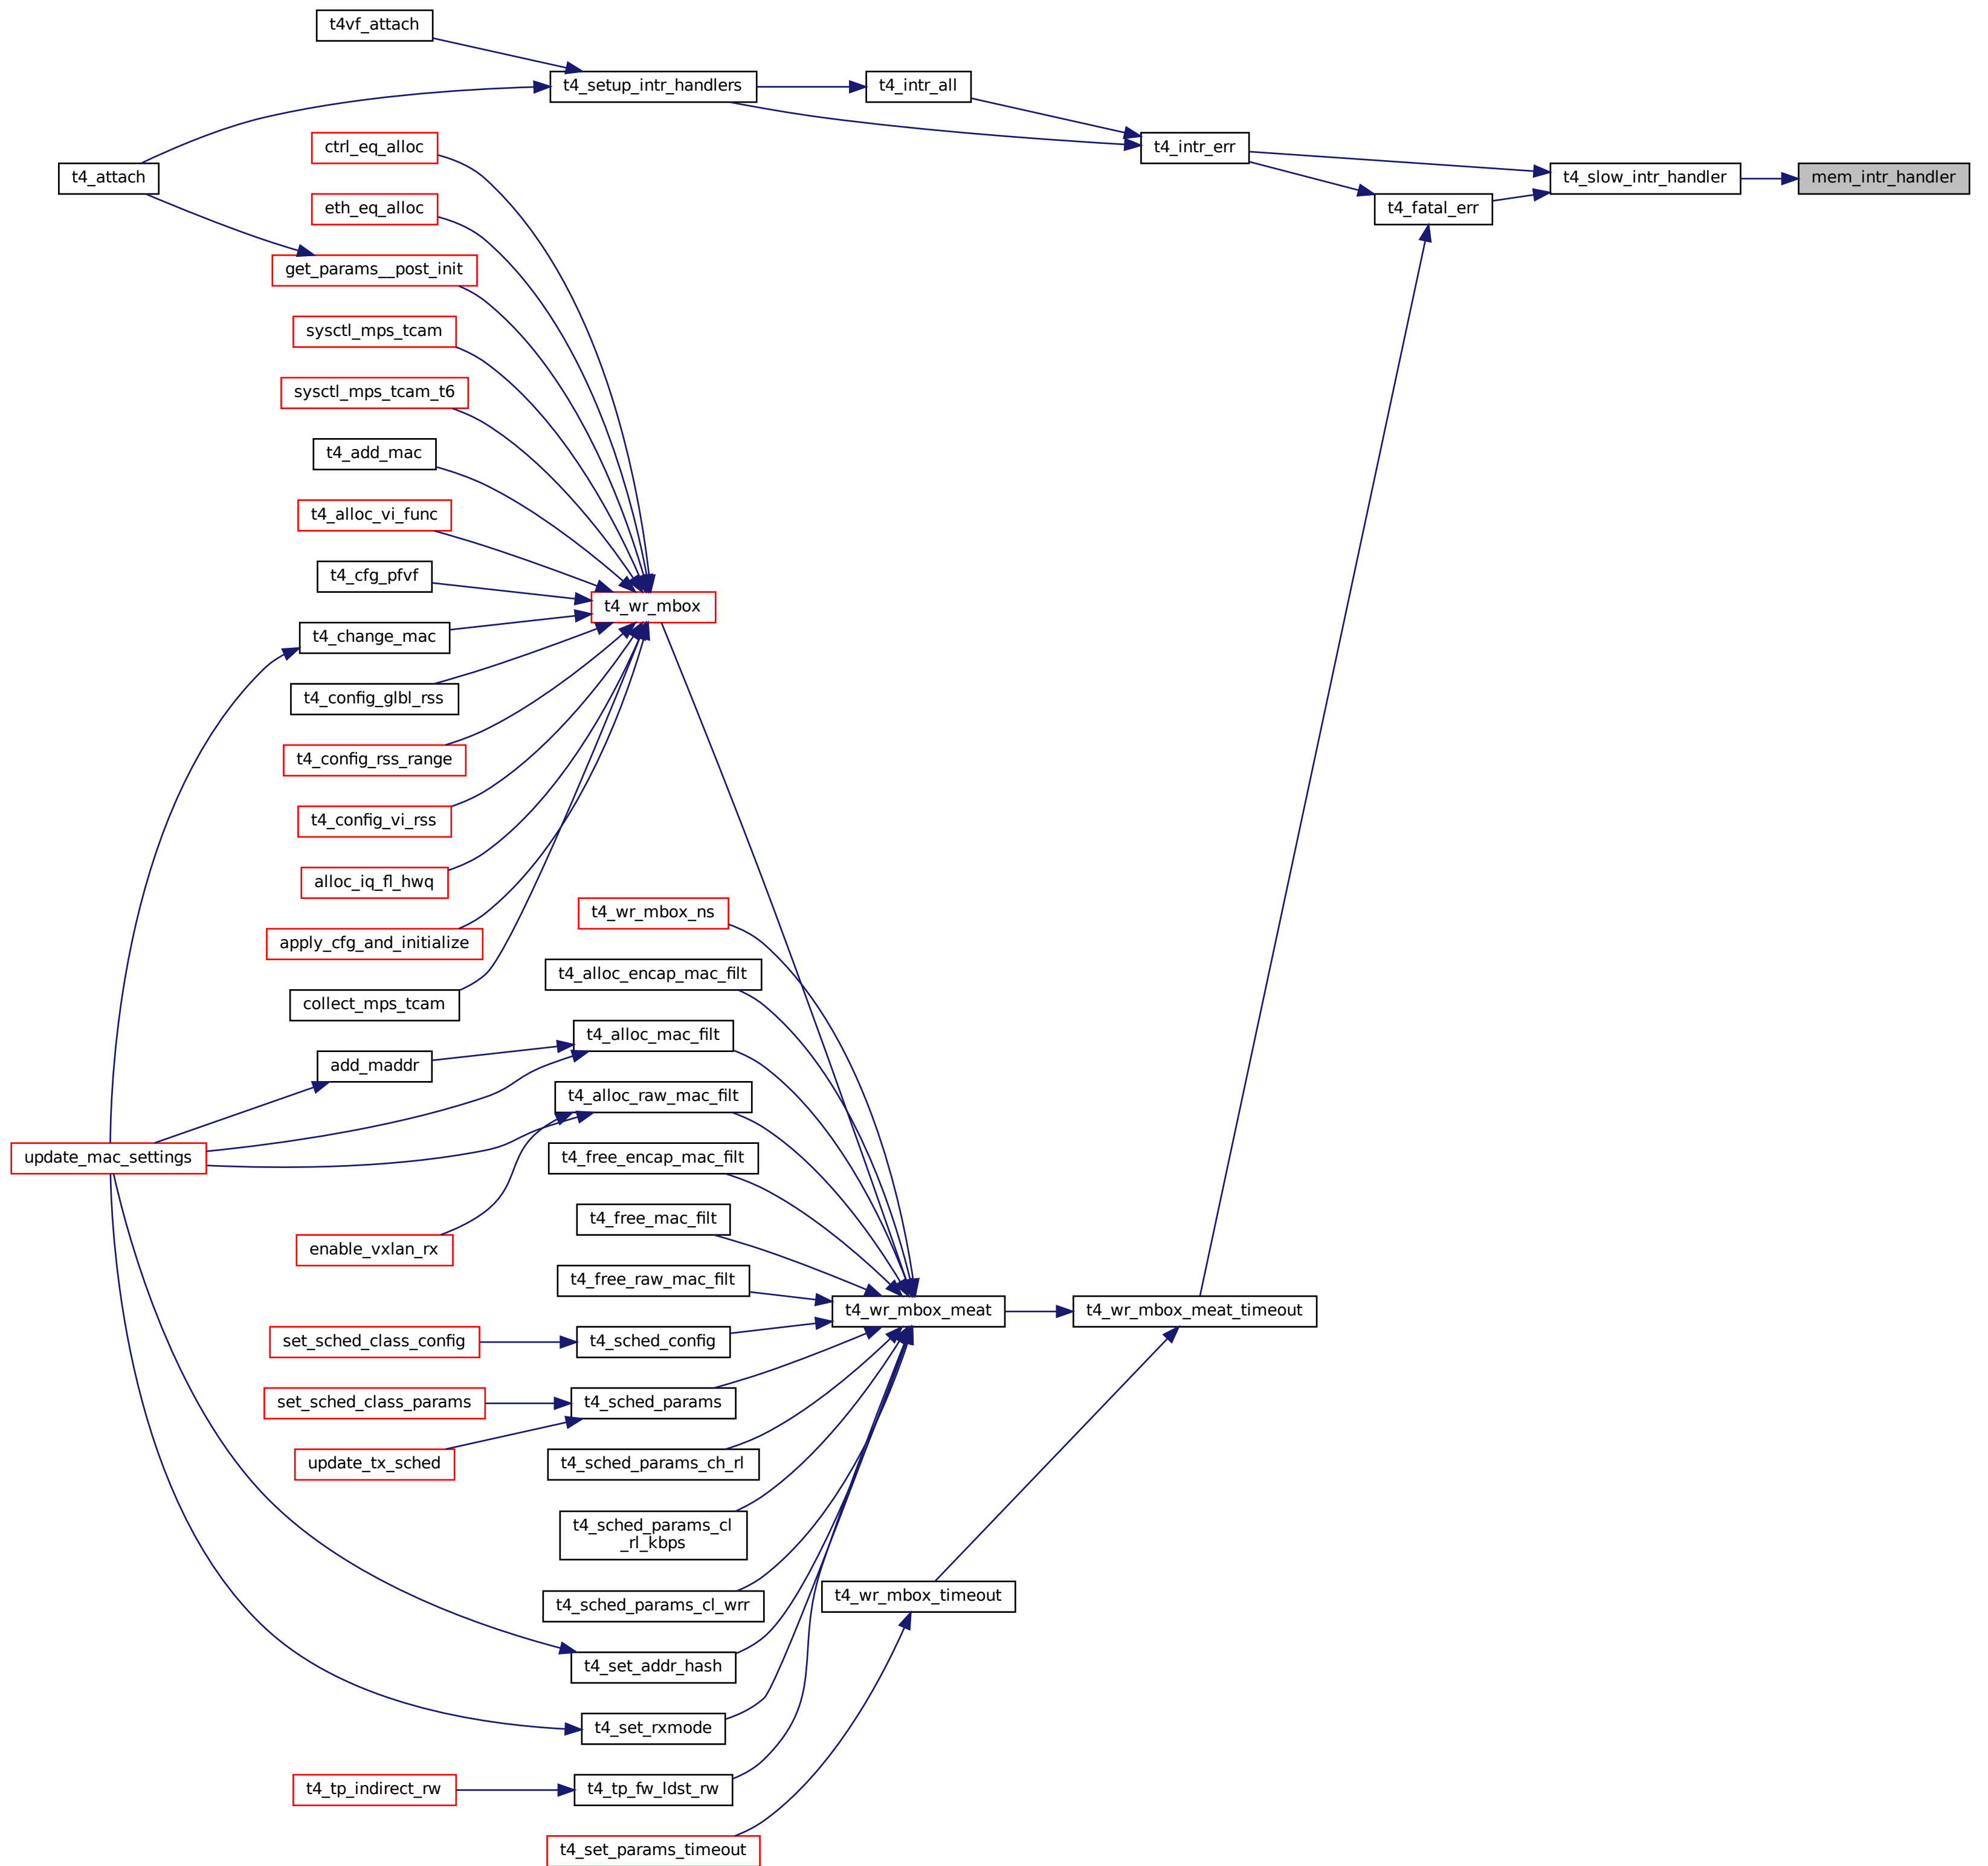 t4vf_attach
t4_setup_intr_handlers
t4_intr_all
ctrl_eq_alloc
t4_intr_err
t4_attach
t4_slow_intr_handler
mem_intr_handler
eth_eq_alloc
t4_fatal_err
get_params__post_init
sysctl_mps_tcam
sysctl_mps_tcam_t6
t4_add_mac
t4_alloc_vi_func
t4_cfg_pfvf
t4_wr_mbox
t4_change_mac
t4_config_glbl_rss
t4_config_rss_range
t4_config_vi_rss
alloc_iq_fl_hwq
t4_wr_mbox_ns
apply_cfg_and_initialize
t4_alloc_encap_mac_filt
collect_mps_tcam
t4_alloc_mac_filt
add_maddr
t4_alloc_raw_mac_filt
update_mac_settings
t4_free_encap_mac_filt
t4_free_mac_filt
enable_vxlan_rx
t4_free_raw_mac_filt
t4_wr_mbox_meat
t4_wr_mbox_meat_timeout
set_sched_class_config
t4_sched_config
set_sched_class_params
t4_sched_params
update_tx_sched
t4_sched_params_ch_rl
t4_sched_params_cl
_rl_kbps
t4_wr_mbox_timeout
t4_sched_params_cl_wrr
t4_set_addr_hash
t4_set_rxmode
t4_tp_indirect_rw
t4_tp_fw_ldst_rw
t4_set_params_timeout